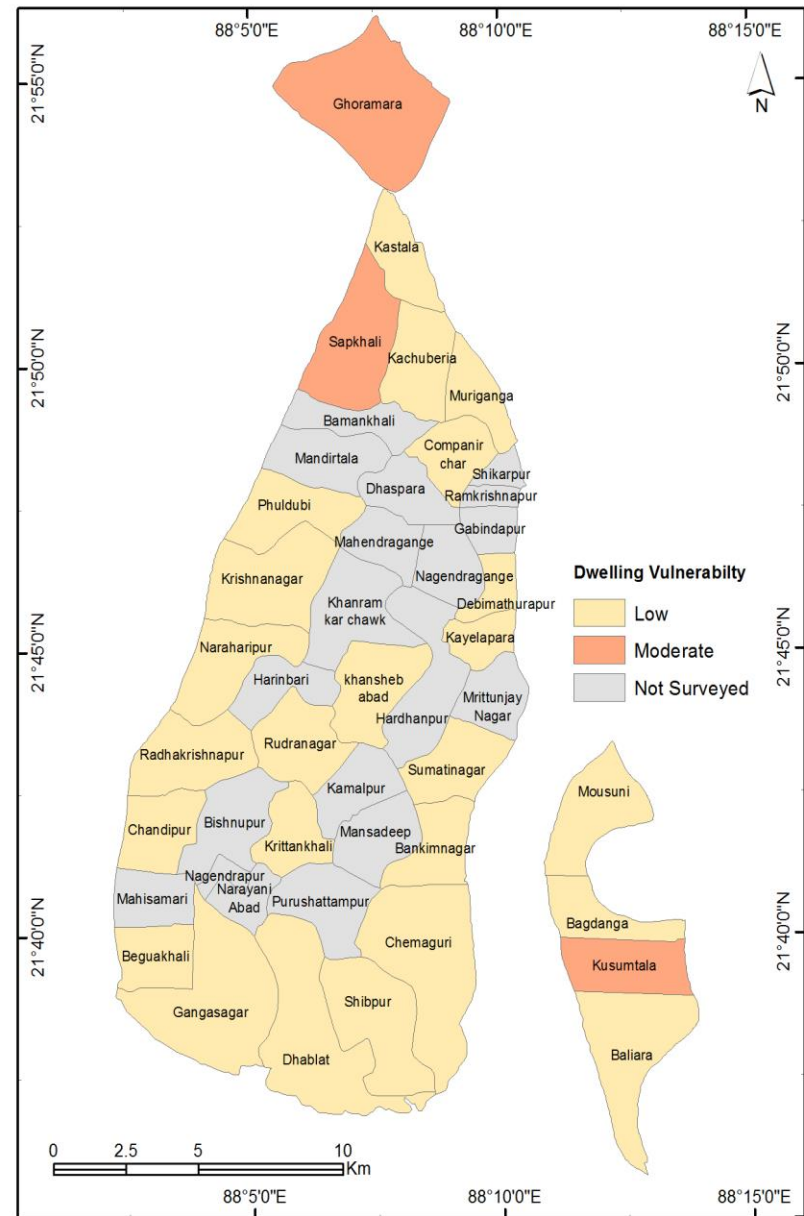 88°5'0"E
88°10'0"E
88°15'0"E
21°55'0"N
N
Ghoramara
Kastala
Sapkhali
21°50'0"N
21°50'0"N
Kachuberia
Muriganga
Bamankhali
Companir
char
Mandirtala
Shikarpur
Dhaspara
Ramkrishnapur
Phuldubi
Gabindapur
Mahendragange
Nagendragange
Krishnanagar
Dwelling Vulnerabilty
Low
Moderate
Not Surveyed
Khanram
kar chawk
Debimathurapur
Kayelapara
21°45'0"N
21°45'0"N
Naraharipur
Harinbari
khansheb
abad
Mrittunjay
Nagar
Hardhanpur
Radhakrishnapur
Rudranagar
Sumatinagar
Kamalpur
Mousuni
Chandipur
Bishnupur
Mansadeep
Krittankhali
Bankimnagar
Nagendrapur
Mahisamari
Narayani
Abad
Purushattampur
Bagdanga
21°40'0"N
21°40'0"N
Chemaguri
Beguakhali
Kusumtala
Gangasagar
Shibpur
Dhablat
Baliara
0 2.5 5 10
Km
88°5'0"E
88°10'0"E
88°15'0"E